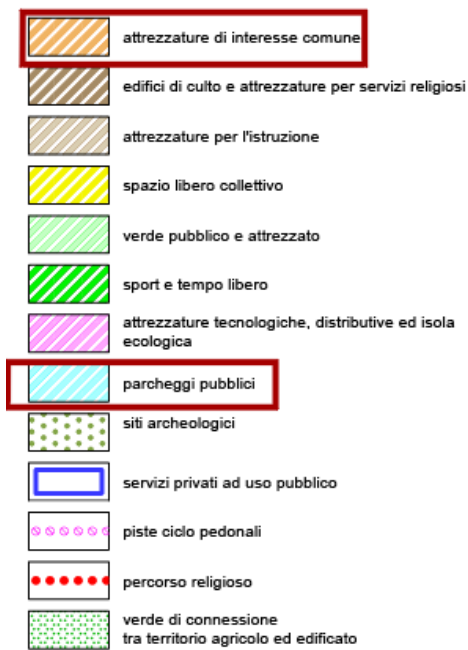 attrezzature di interesse comune
edifici di culto e attrezzature per servizi religiosi
attrezzature per l'istruzione
spazio libero collettivo
verde pubblico e attrezzato
sport e tempo libero
attrezzature tecnologiche, distributive ed isola
ecologica
parcheggi pubblici
siti archeologici
servizi privati ad uso pubblico
piste ciclo pedonali
percorso religioso
verde di connessione
tra territorio agricolo ed edificato